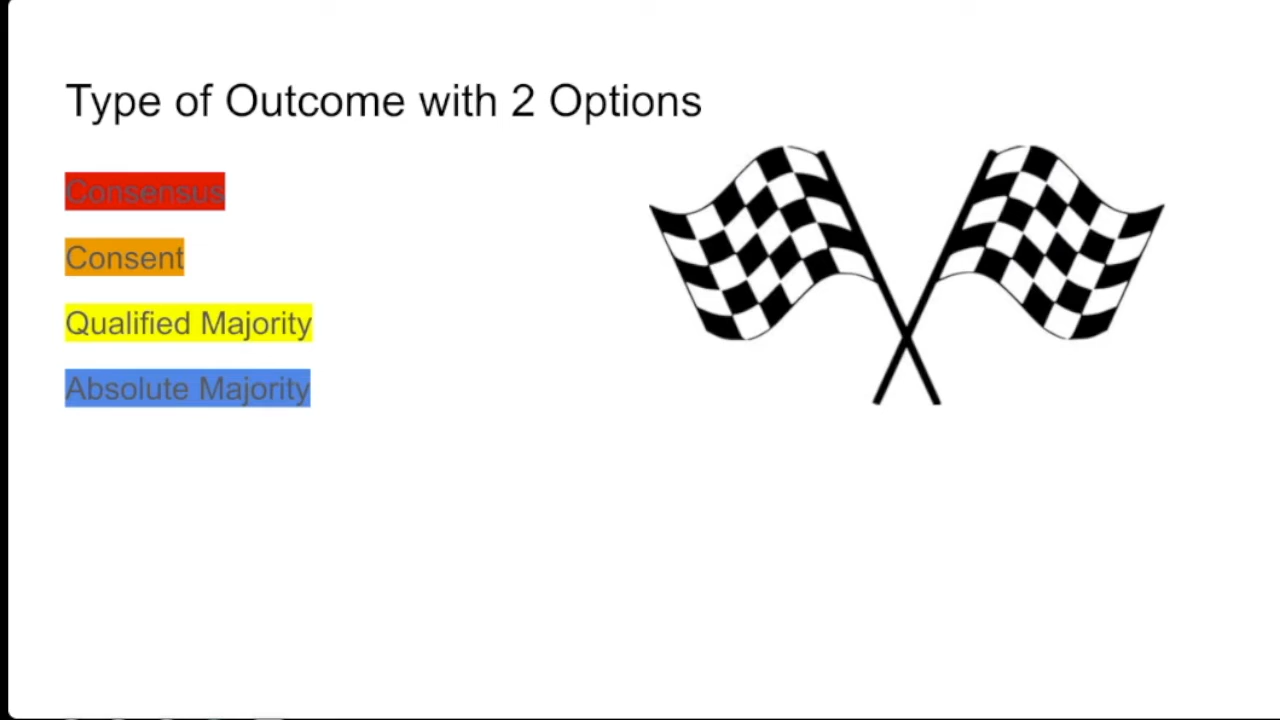 Type of Outcome with 2 Options
Consensus
Consent
Qualified Majority
Absolute Majority